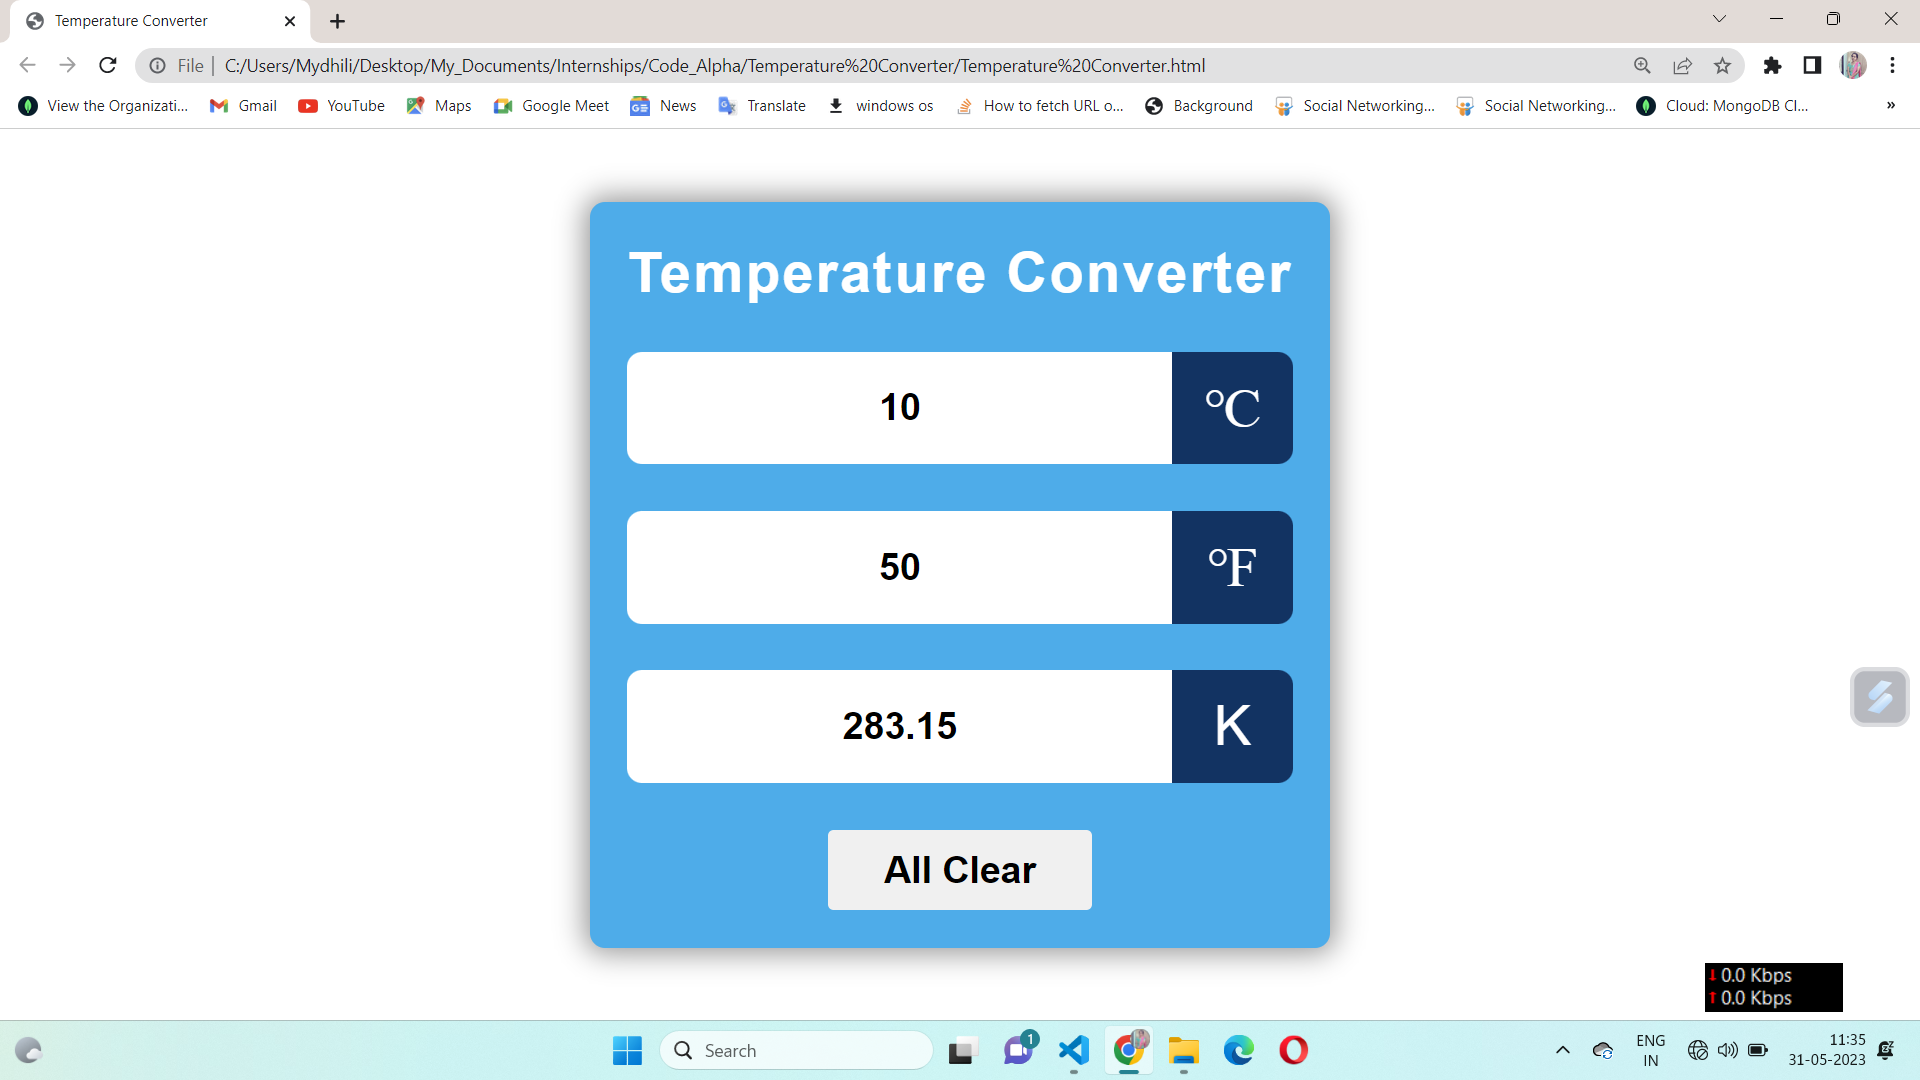 Temperature Converter
File | C:/Users/Mydhili/Desktop/My_Documents/Internships/Code_Alpha/Temperature%20Converter/Temperature%20Converter.html
View the Organizati... Gmail YouTube Maps Google Meet News Translate windows os How to fetch URL o... Background Social Networking... Social Networking... Cloud: MongoDB Cl... »
Temperature Converter
10 °C
50 °F
283.15 K
All Clear
↓ 0.0 Kbps
↑ 0.0 Kbps
Search
1
ENG
IN
11:35
31-05-2023